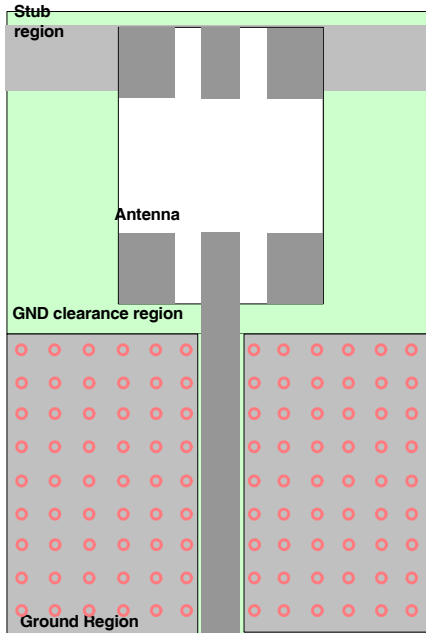 Stub
region
Antenna
GND clearance region
Ground Region